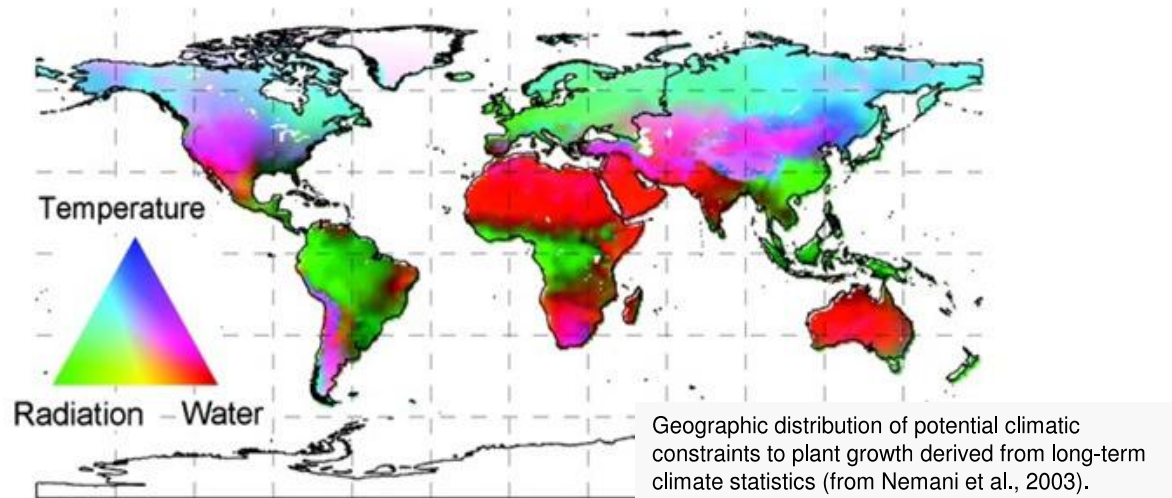 Temperature
Radiation Water
Geographic distribution of potential climatic
constraints to plant growth derived from long-term
climate statistics (from Nemani et al., 2003).